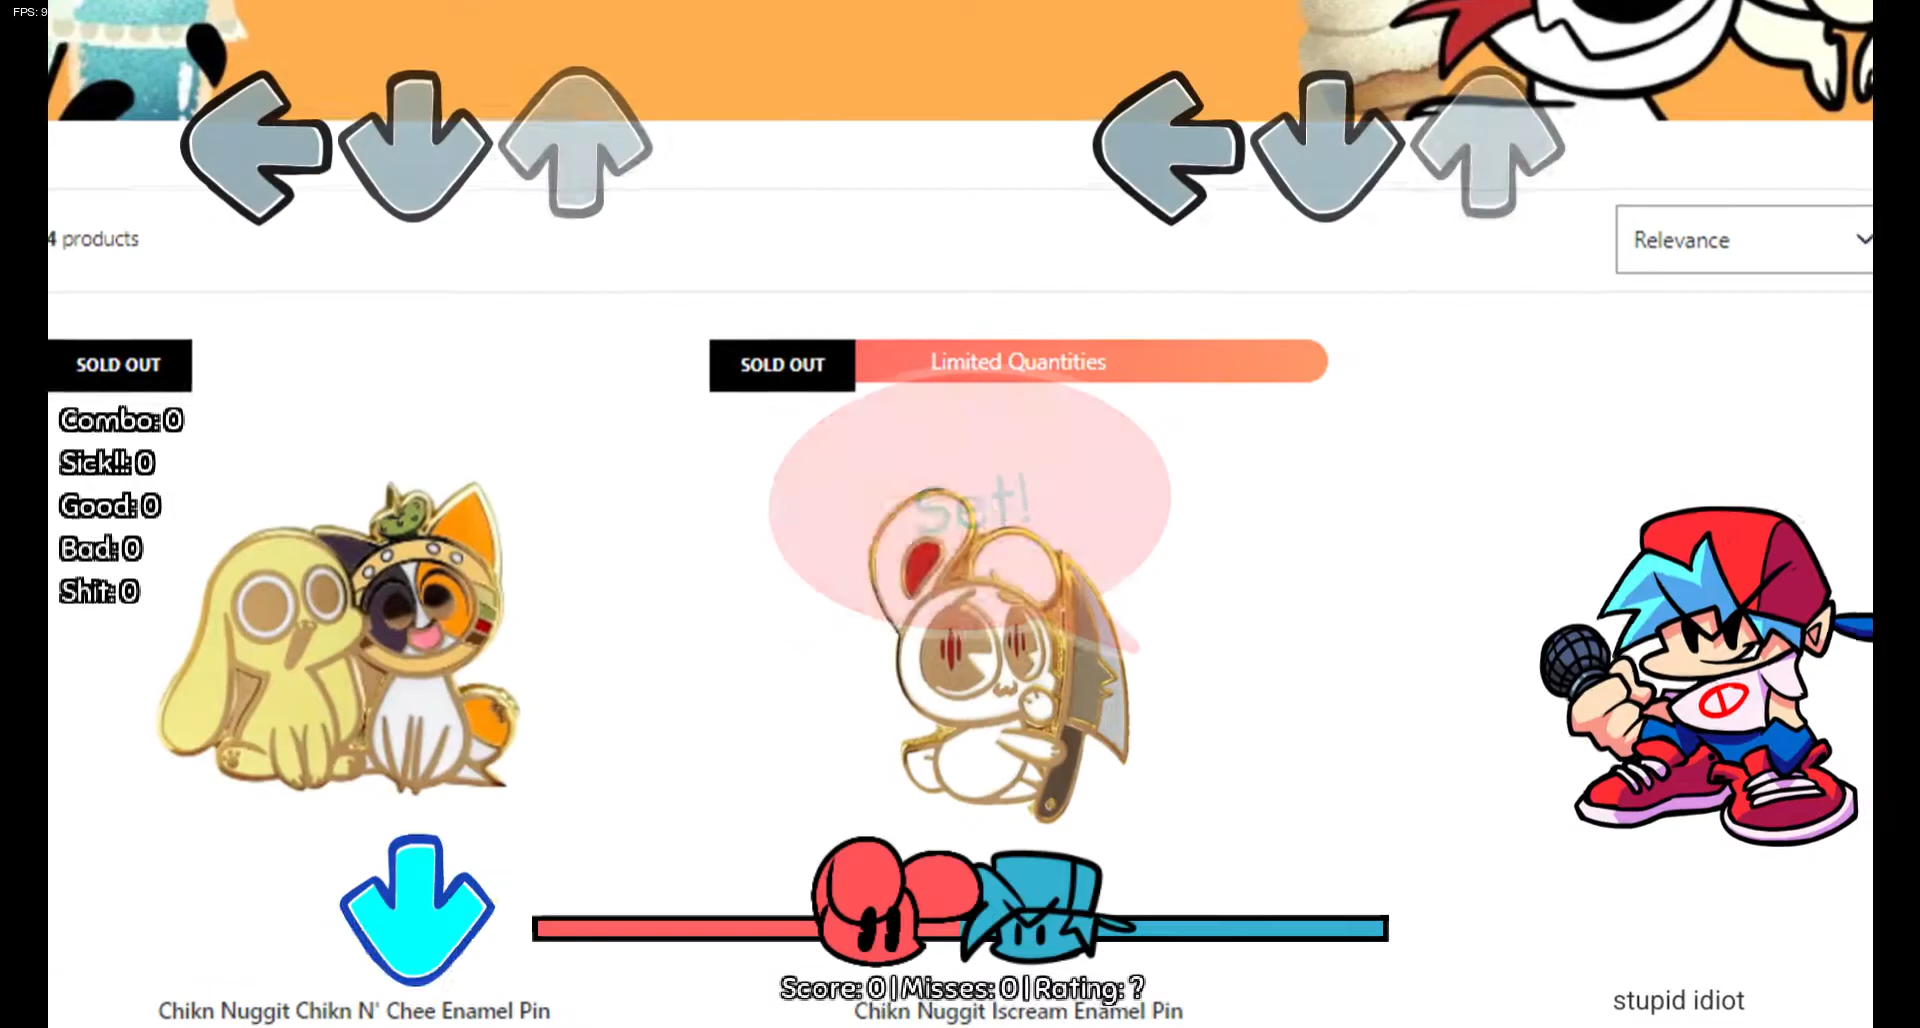 FPS: 9
4 products
Relevance
SOLD OUT
SOLD OUT
Limited Quantities
Combo: 0
Sick!!: 0
Good: 0
Bad: 0
Shit: 0
Set!
Score: 0 | Misses: 0 | Rating: ?
Chikn Nuggit Chikn N' Chee Enamel Pin
Chikn Nuggit Iscream Enamel Pin
stupid idiot